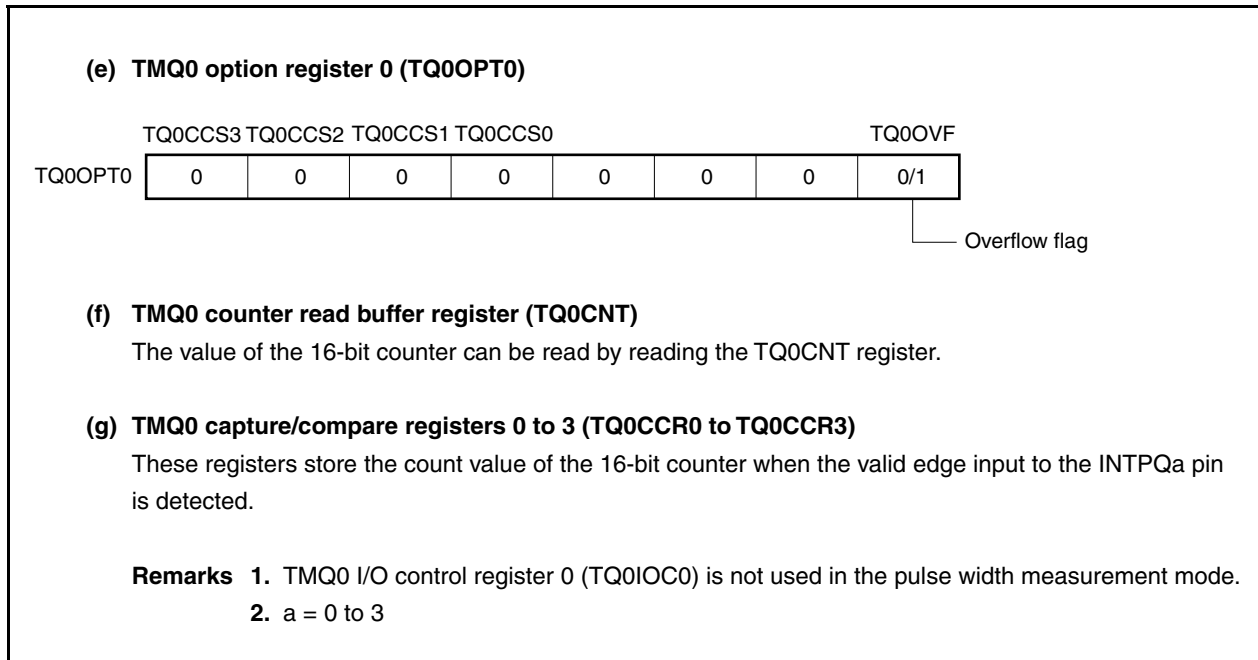 (e) TMQ0 option register 0 (TQ0OPT0)
TQ0CCS3 TQ0CCS2 TQ0CCS1 TQ0CCS0 TQ0OVF
TQ0OPT0 0 0 0 0 0 0 0 0/1
Overflow flag
(f) TMQ0 counter read buffer register (TQ0CNT)
The value of the 16-bit counter can be read by reading the TQ0CNT register.
(g) TMQ0 capture/compare registers 0 to 3 (TQ0CCR0 to TQ0CCR3)
These registers store the count value of the 16-bit counter when the valid edge input to the INTPQa pin
is detected.
Remarks 1. TMQ0 I/O control register 0 (TQ0IOC0) is not used in the pulse width measurement mode.
2. a = 0 to 3